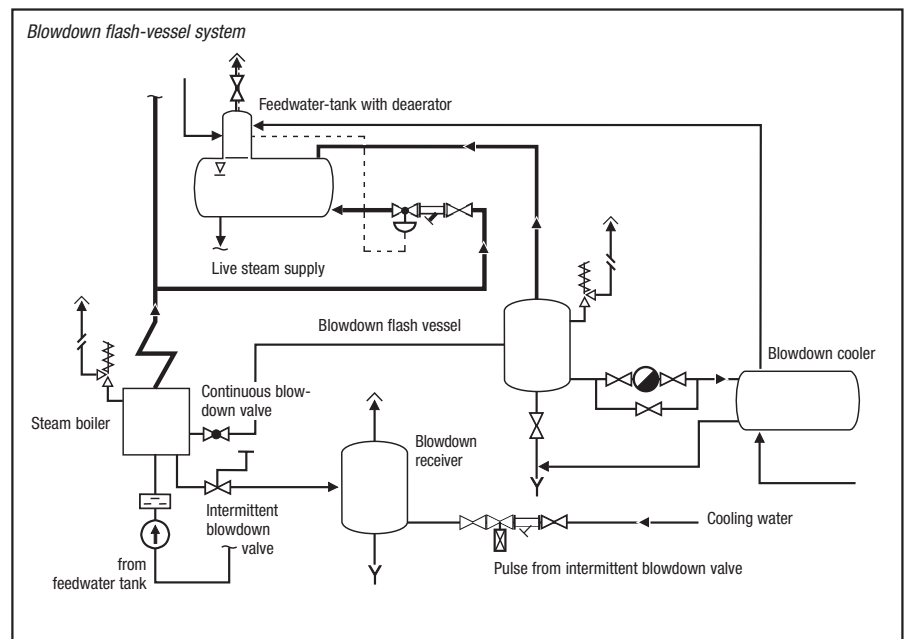 Blowdown flash-vessel system
Feedwater-tank with deaerator
Live steam supply
Blowdown flash vessel
Blowdown cooler
Continuous blow-
down valve
Steam boiler
Blowdown
receiver
Intermittent
blowdown
valve
Cooling water
from
feedwater tank
Pulse from intermittent blowdown valve